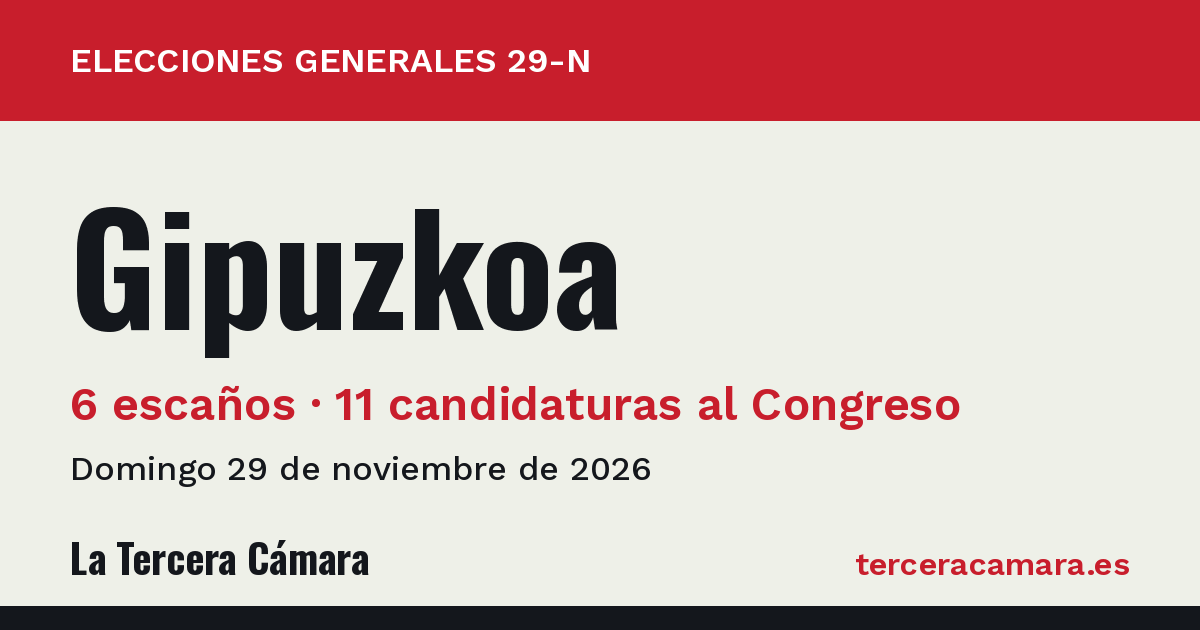 ELECCIONES GENERALES 29-N
Gipuzkoa
6 escaños · 11 candidaturas al Congreso
Domingo 29 de noviembre de 2026
La Tercera Cámara
terceracamara.es